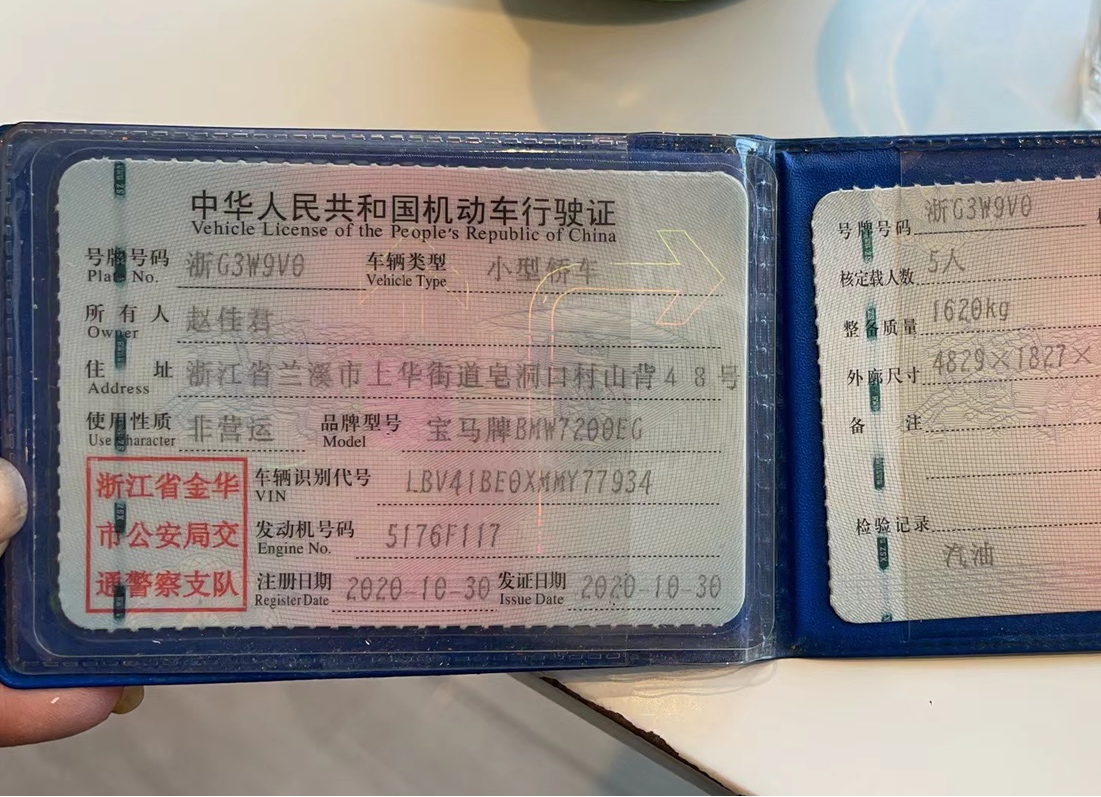 中华人民共和国机动车行驶证
Vehicle License of the People's Republic of China
号牌号码 浙G3W9V0 车辆类型 小型轿车
Plate No. Vehicle Type
所有人 赵佳君
Owner
住址 浙江省兰溪市上华街道皂洞口村山背48号
Address
使用性质 非营运 品牌型号 宝马牌BMW7200EG
Use Character Model
浙江省金华
市公安局交
通警察支队
车辆识别代号 LBV41BE0XMMY77934
VIN
发动机号码 5176F117
Engine No.
注册日期 2020-10-30 发证日期 2020-10-30
Register Date Issue Date
号牌号码 浙G3W9V0
核定载人数 5人
整备质量 1620kg
外廓尺寸 4829×1827×
备注
检验记录
汽油